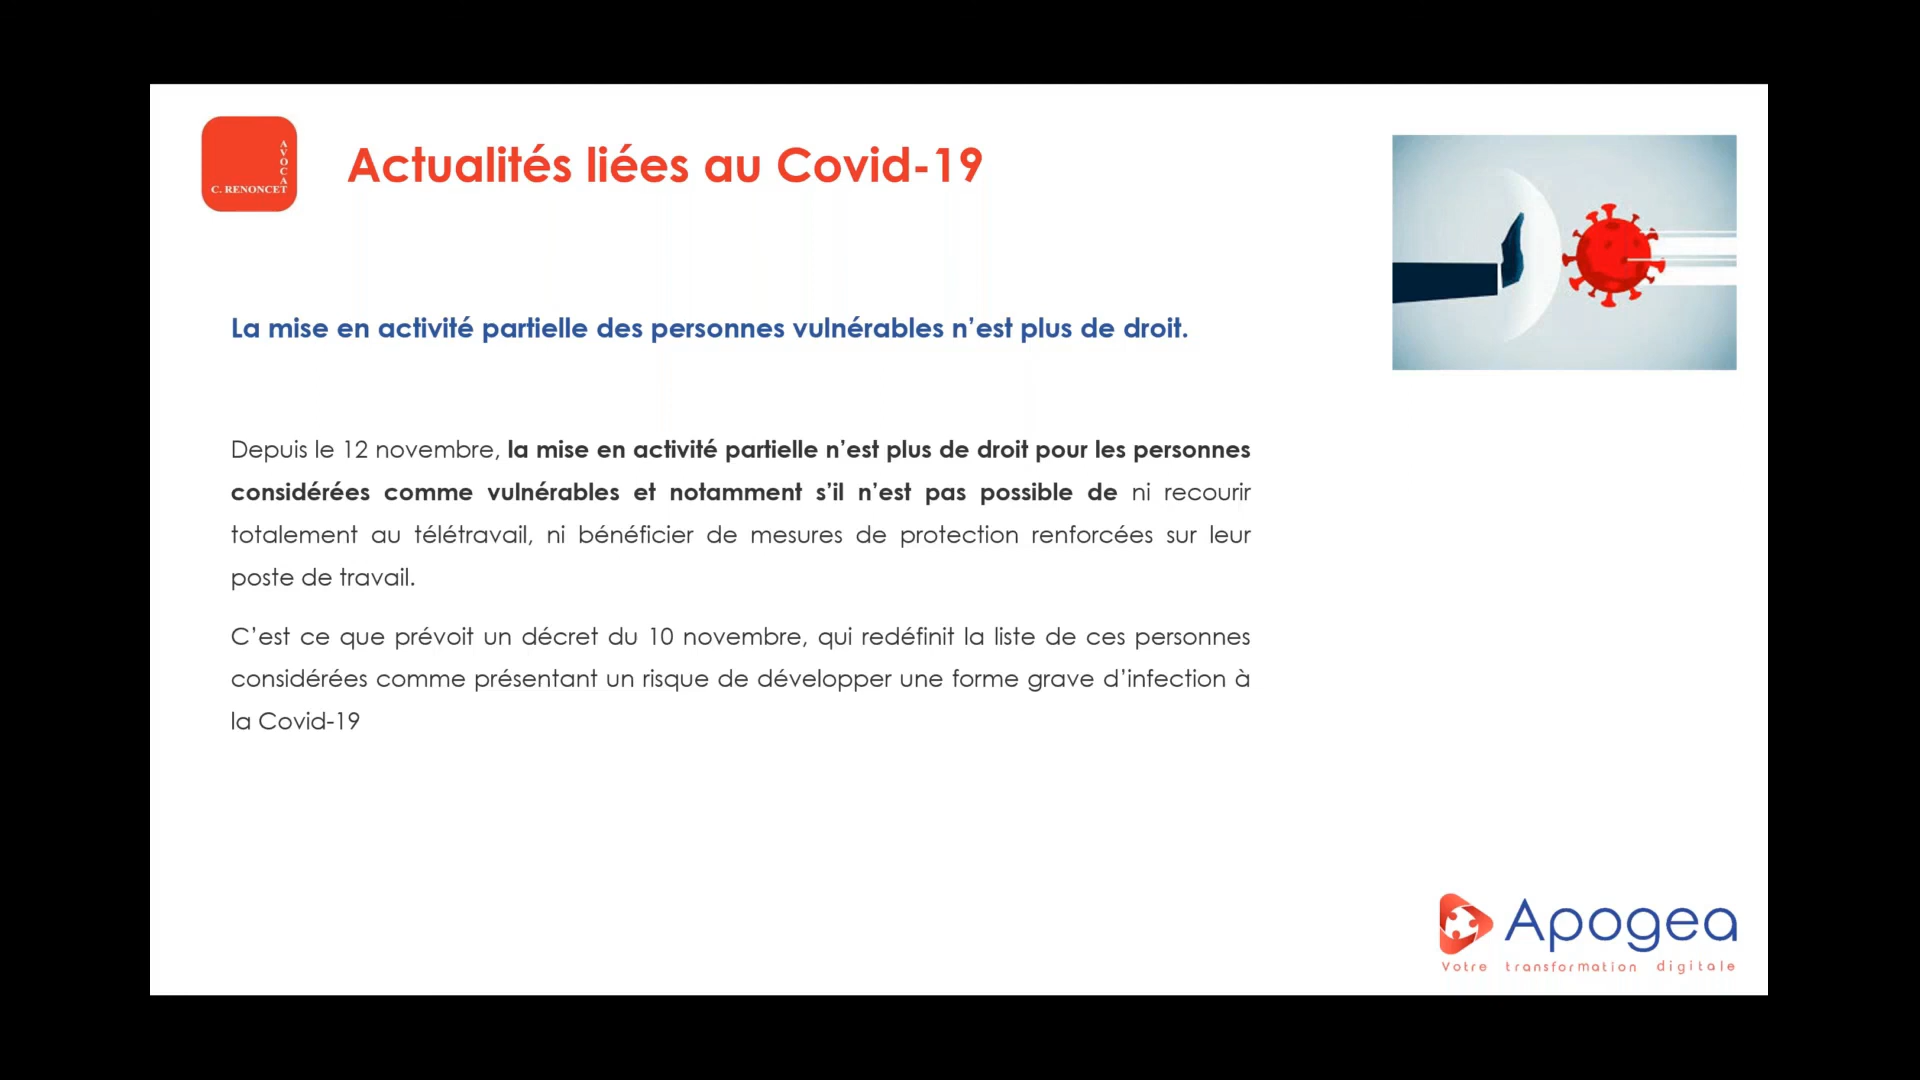 AVOCAT
C. RENONCET
Actualités liées au Covid-19
La mise en activité partielle des personnes vulnérables n’est plus de droit.
Depuis le 12 novembre, la mise en activité partielle n’est plus de droit pour les personnes
considérées comme vulnérables et notamment s’il n’est pas possible de ni recourir
totalement au télétravail, ni bénéficier de mesures de protection renforcées sur leur
poste de travail.
C’est ce que prévoit un décret du 10 novembre, qui redéfinit la liste de ces personnes
considérées comme présentant un risque de développer une forme grave d’infection à
la Covid-19
Apogea
Votre transformation digitale